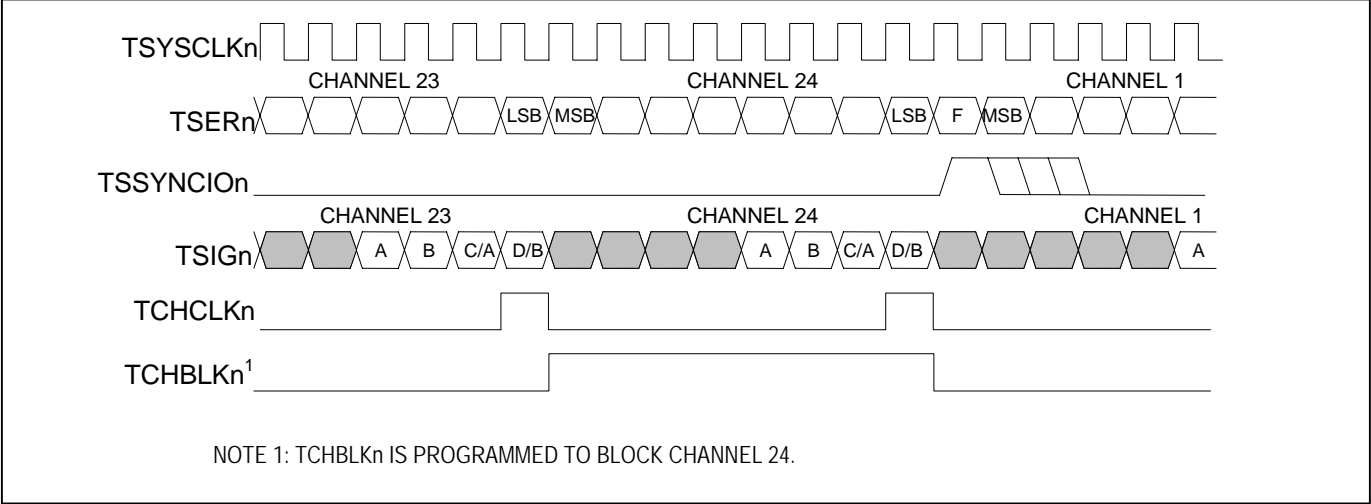 TSYSCLKn
CHANNEL 23 CHANNEL 24 CHANNEL 1
TSERn LSB MSB LSB F MSB
TSSYNCIOn
CHANNEL 23 CHANNEL 24 CHANNEL 1
TSIGn A B C/A D/B A B C/A D/B A
TCHCLKn
TCHBLKn1
NOTE 1: TCHBLKn IS PROGRAMMED TO BLOCK CHANNEL 24.